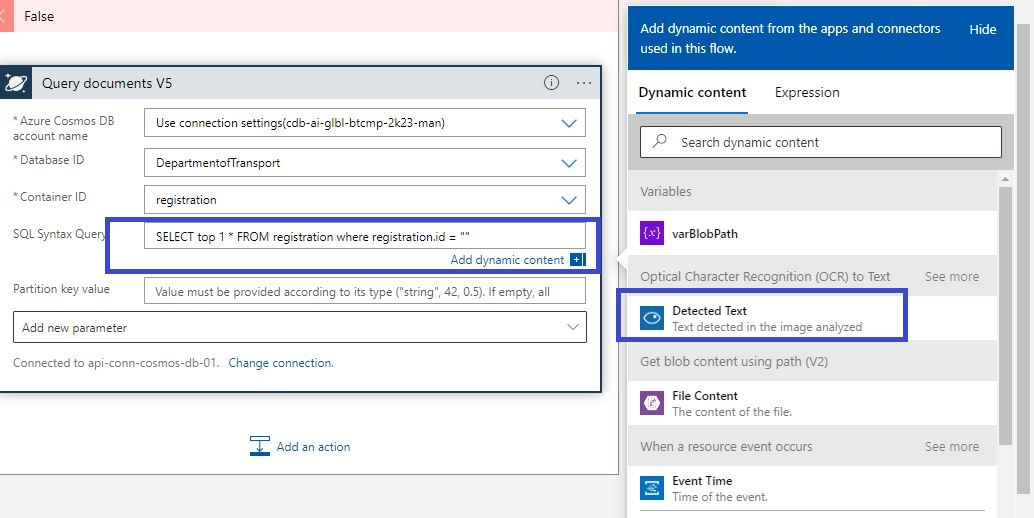 False
Query documents V5
* Azure Cosmos DB
account name
Use connection settings(cdb-ai-glbl-btcmp-2k23-man)
* Database ID
DepartmentofTransport
* Container ID
registration
SQL Syntax Query
SELECT top 1 * FROM registration where registration.id = ""
Add dynamic content
Partition key value
Value must be provided according to its type ("string", 42, 0.5). If empty, all
Add new parameter
Connected to api-conn-cosmos-db-01. Change connection.
Add an action
Add dynamic content from the apps and connectors
used in this flow.
Hide
Dynamic content
Expression
Search dynamic content
Variables
{x}
varBlobPath
Optical Character Recognition (OCR) to Text
See more
Detected Text
Text detected in the image analyzed
Get blob content using path (V2)
File Content
The content of the file.
When a resource event occurs
See more
Event Time
Time of the event.